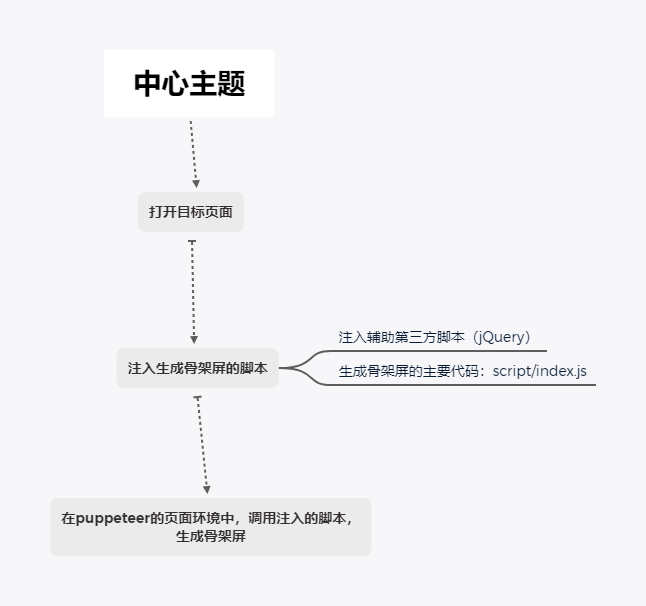 中心主题
打开目标页面
注入生成骨架屏的脚本
注入辅助第三方脚本（jQuery）
生成骨架屏的主要代码：script/index.js
在puppeteer的页面环境中，调用注入的脚本，
生成骨架屏